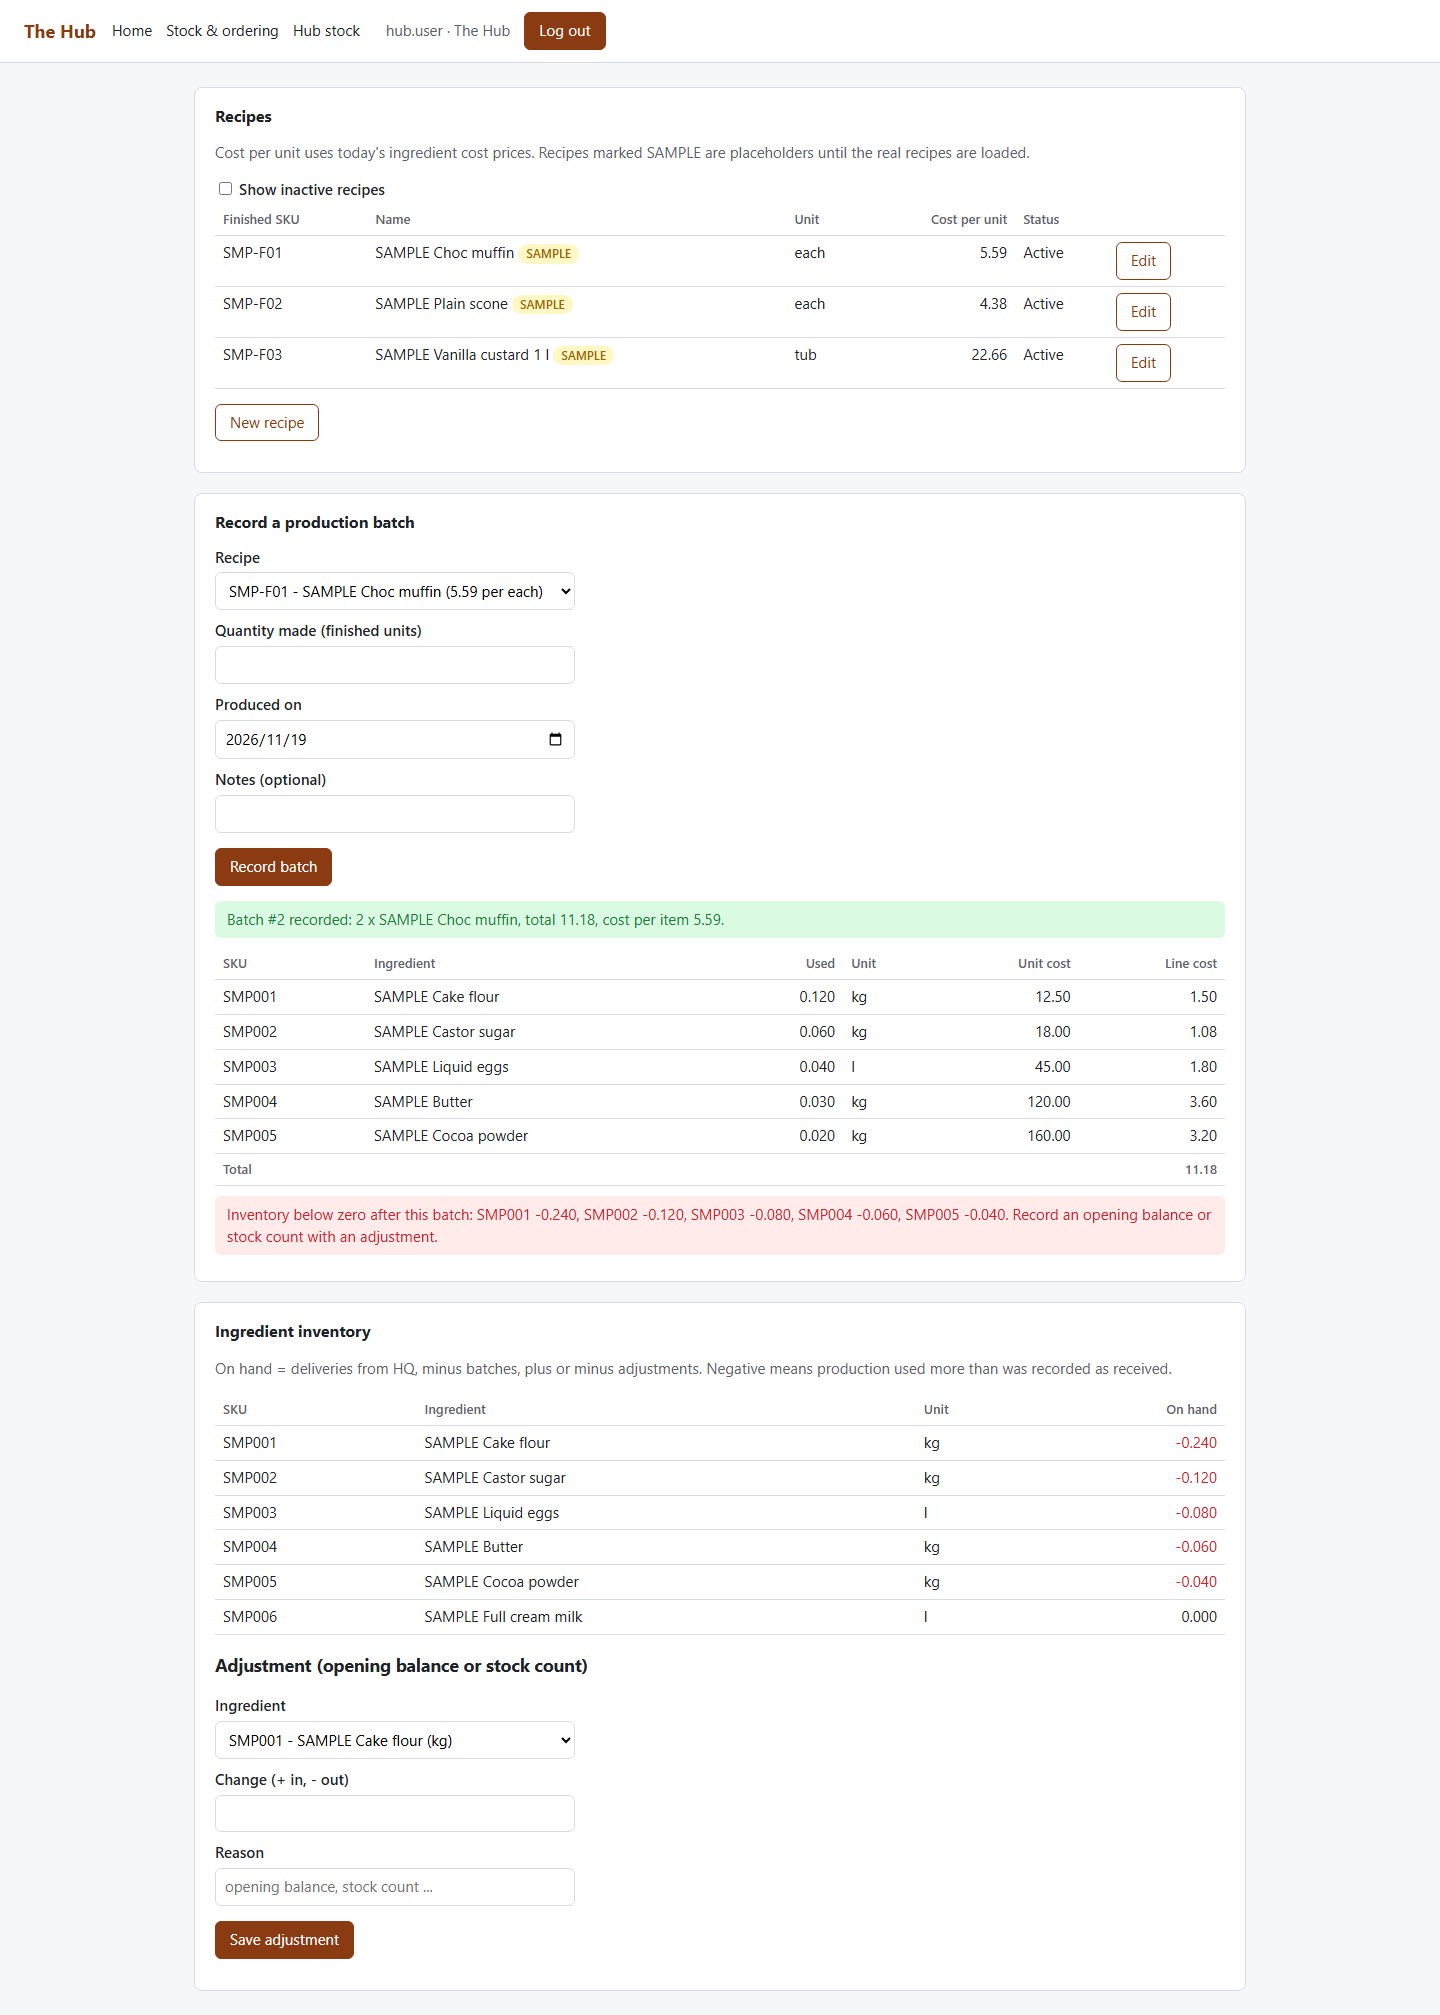 The Hub Home Stock & ordering Hub stock hub.user · The Hub Log out
Recipes
Cost per unit uses today's ingredient cost prices. Recipes marked SAMPLE are placeholders until the real recipes are loaded.
Show inactive recipes
Finished SKU Name Unit Cost per unit Status
SMP-F01 SAMPLE Choc muffin SAMPLE each 5.59 Active Edit
SMP-F02 SAMPLE Plain scone SAMPLE each 4.38 Active Edit
SMP-F03 SAMPLE Vanilla custard 1 l SAMPLE tub 22.66 Active Edit
New recipe
Record a production batch
Recipe
SMP-F01 - SAMPLE Choc muffin (5.59 per each)
Quantity made (finished units)
Produced on
2026/11/19
Notes (optional)
Record batch
Batch #2 recorded: 2 x SAMPLE Choc muffin, total 11.18, cost per item 5.59.
SKU Ingredient Used Unit Unit cost Line cost
SMP001 SAMPLE Cake flour 0.120 kg 12.50 1.50
SMP002 SAMPLE Castor sugar 0.060 kg 18.00 1.08
SMP003 SAMPLE Liquid eggs 0.040 l 45.00 1.80
SMP004 SAMPLE Butter 0.030 kg 120.00 3.60
SMP005 SAMPLE Cocoa powder 0.020 kg 160.00 3.20
Total 11.18
Inventory below zero after this batch: SMP001 -0.240, SMP002 -0.120, SMP003 -0.080, SMP004 -0.060, SMP005 -0.040. Record an opening balance or
stock count with an adjustment.
Ingredient inventory
On hand = deliveries from HQ, minus batches, plus or minus adjustments. Negative means production used more than was recorded as received.
SKU Ingredient Unit On hand
SMP001 SAMPLE Cake flour kg -0.240
SMP002 SAMPLE Castor sugar kg -0.120
SMP003 SAMPLE Liquid eggs l -0.080
SMP004 SAMPLE Butter kg -0.060
SMP005 SAMPLE Cocoa powder kg -0.040
SMP006 SAMPLE Full cream milk l 0.000
Adjustment (opening balance or stock count)
Ingredient
SMP001 - SAMPLE Cake flour (kg)
Change (+ in, - out)
Reason
opening balance, stock count ...
Save adjustment